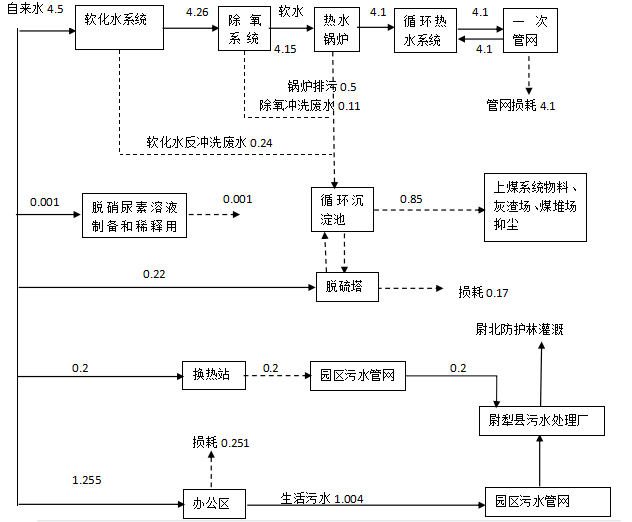 自来水 4.5
软化水系统
4.26
除 氧
系统
软水
4.15
热水
锅炉
4.1
循环热
水系统
4.1
4.1
一 次
管网
锅炉排污 0.5
除氧冲洗废水 0.11
管网损耗 4.1
软化水反冲洗废水 0.24
0.001
脱硝尿素溶液
制备和稀释用
0.001
循环沉
淀池
0.85
上煤系统物料、
灰渣场、煤堆场
抑尘
0.22
脱硫塔
损耗 0.17
尉北防护林灌溉
0.2
换热站
0.2
园区污水管网
0.2
尉犁县污水处理厂
损耗 0.251
1.255
办公区
生活污水 1.004
园区污水管网